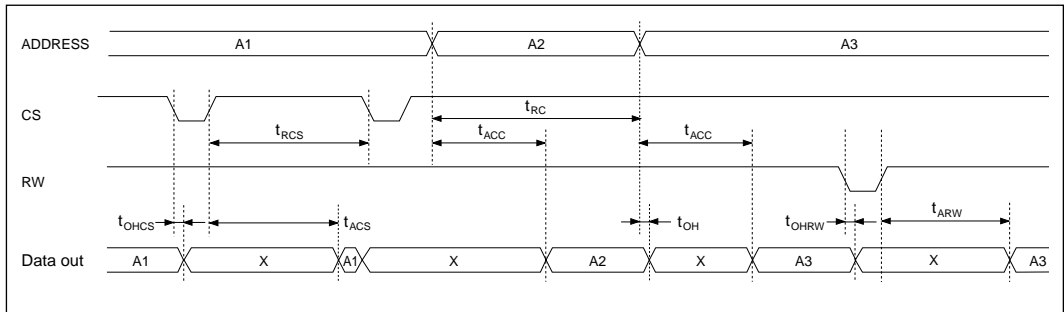 ADDRESS A1 A2 A3
CS
tRC
tRCS tACC tACC
RW
tOHCS tACS tOH tOHRW tARW
Data out A1 X A1 X A2 X A3 X A3